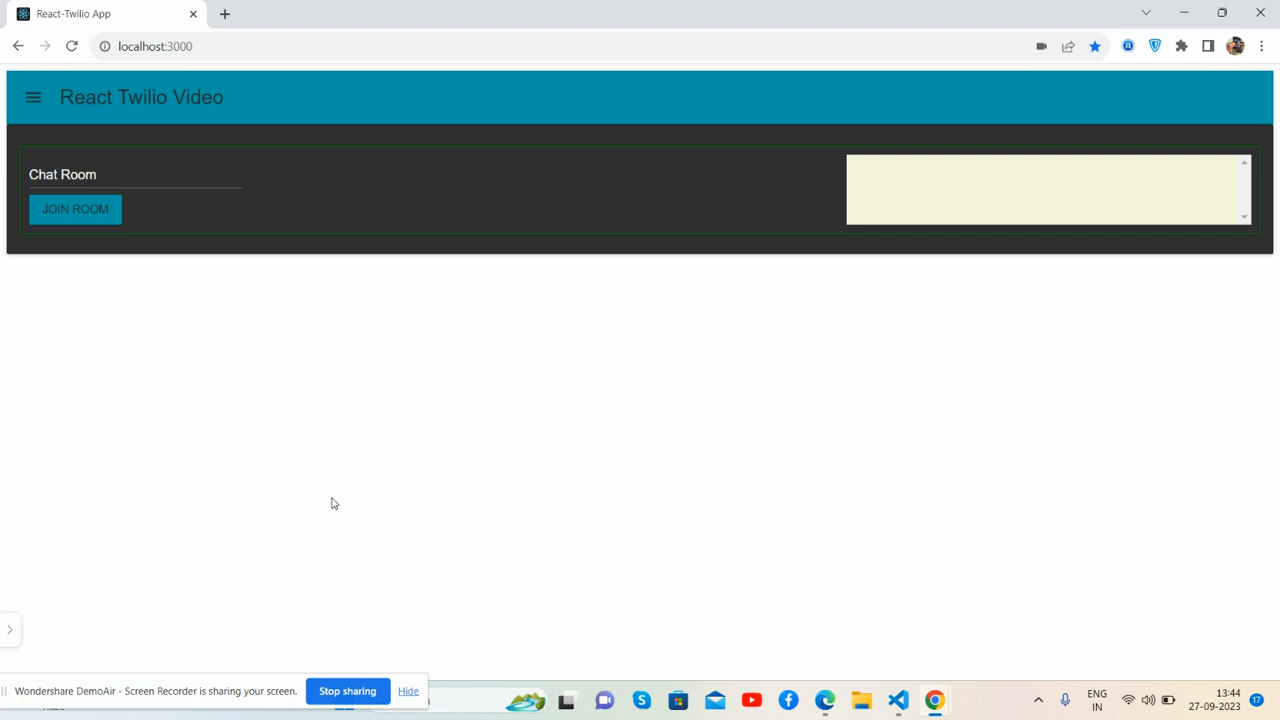 React-Twilio App
localhost:3000
React Twilio Video
Chat Room
JOIN ROOM
Wondershare DemoAir - Screen Recorder is sharing your screen.
Stop sharing
Hide
ENG
IN
13:44
27-09-2023
17